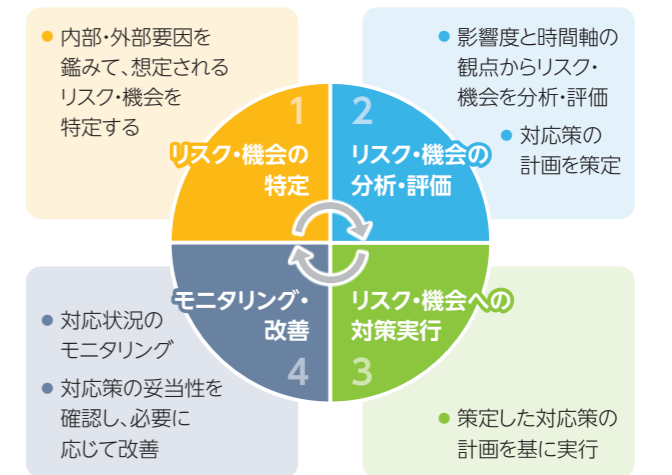 ● 内部・外部要因を
鑑みて、想定される
リスク・機会を
特定する
1
リスク・機会の
特定
● 影響度と時間軸の
観点からリスク・
機会を分析・評価
● 対応策の
計画を策定
2
リスク・機会の
分析・評価
リスク・機会への
対策実行
3
● 策定した対応策の
計画を基に実行
モニタリング・
改善
4
● 対応状況の
モニタリング
● 対応策の妥当性を
確認し、必要に
応じて改善